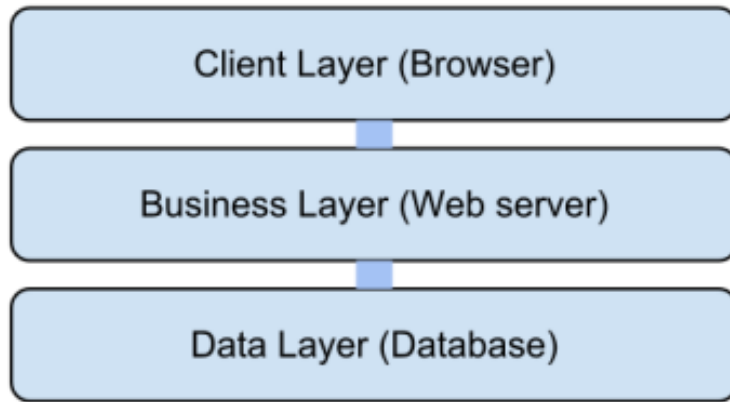 Client Layer (Browser)
Business Layer (Web server)
Data Layer (Database)